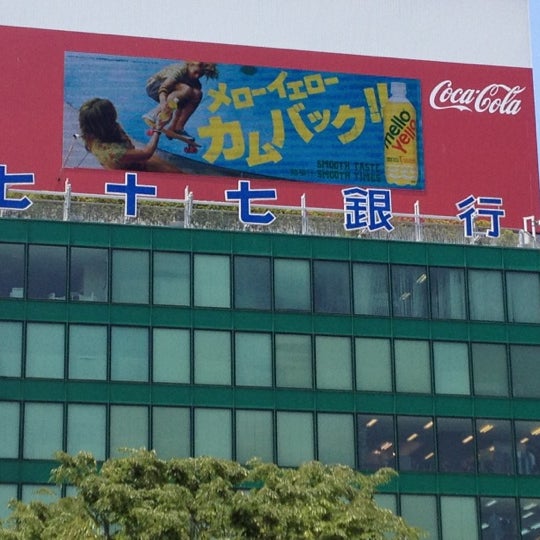 メローイエロー
カムバック!!
Coca-Cola
mello
Yello
SMOOTH TASTE
SMOOTH TIMES
七十七銀行